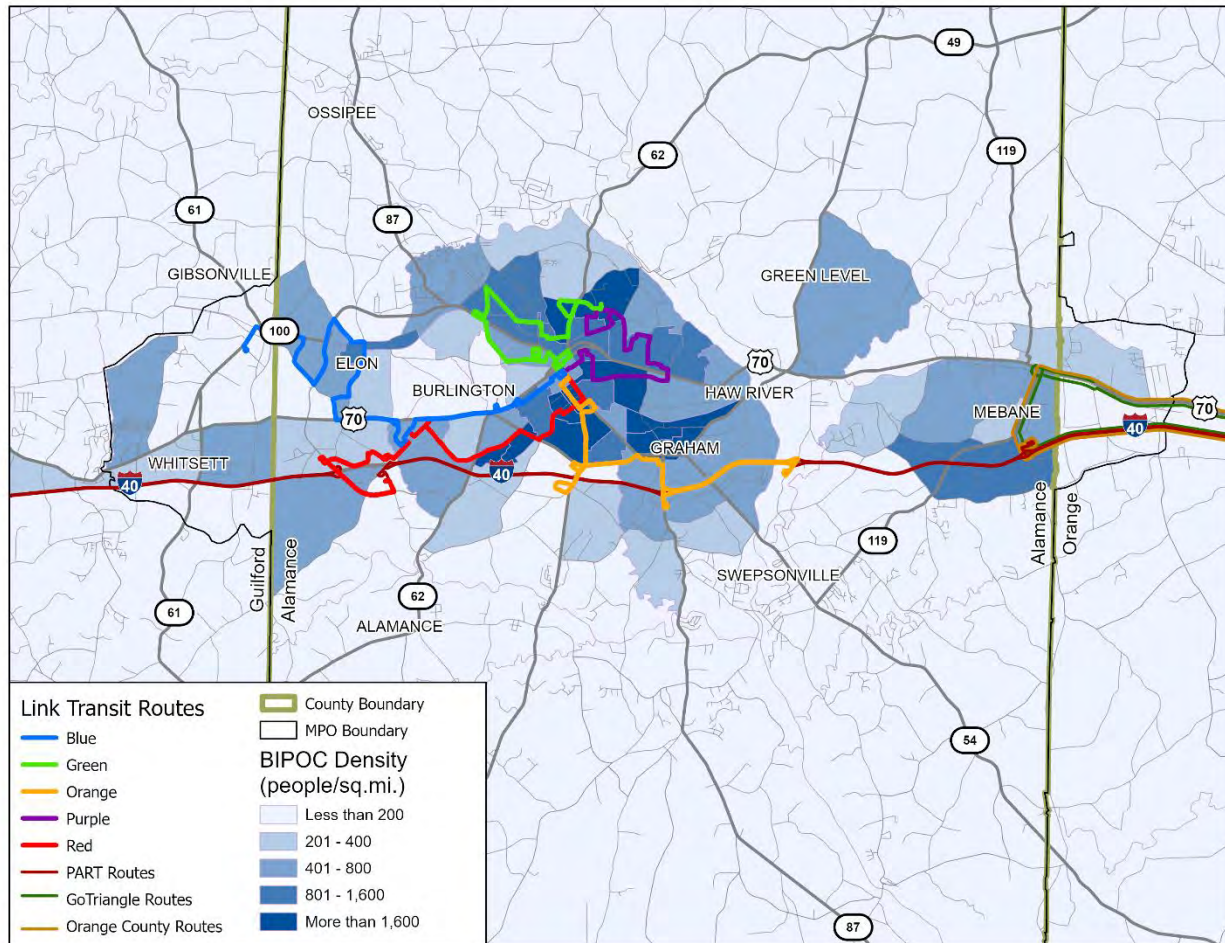 49
OSSIPEE
62
119
61
87
GIBSONVILLE
GREEN LEVEL
100
ELON
70
BURLINGTON
HAW RIVER
70
MEBANE
70
40
WHITSETT
GRAHAM
40
40
Guilford
Alamance
Alamance
Orange
119
SWEPSONVILLE
61
62
ALAMANCE
54
87
Link Transit Routes
Blue
Green
Orange
Purple
Red
PART Routes
GoTriangle Routes
Orange County Routes
County Boundary
MPO Boundary
BIPOC Density
(people/sq.mi.)
Less than 200
201 - 400
401 - 800
801 - 1,600
More than 1,600